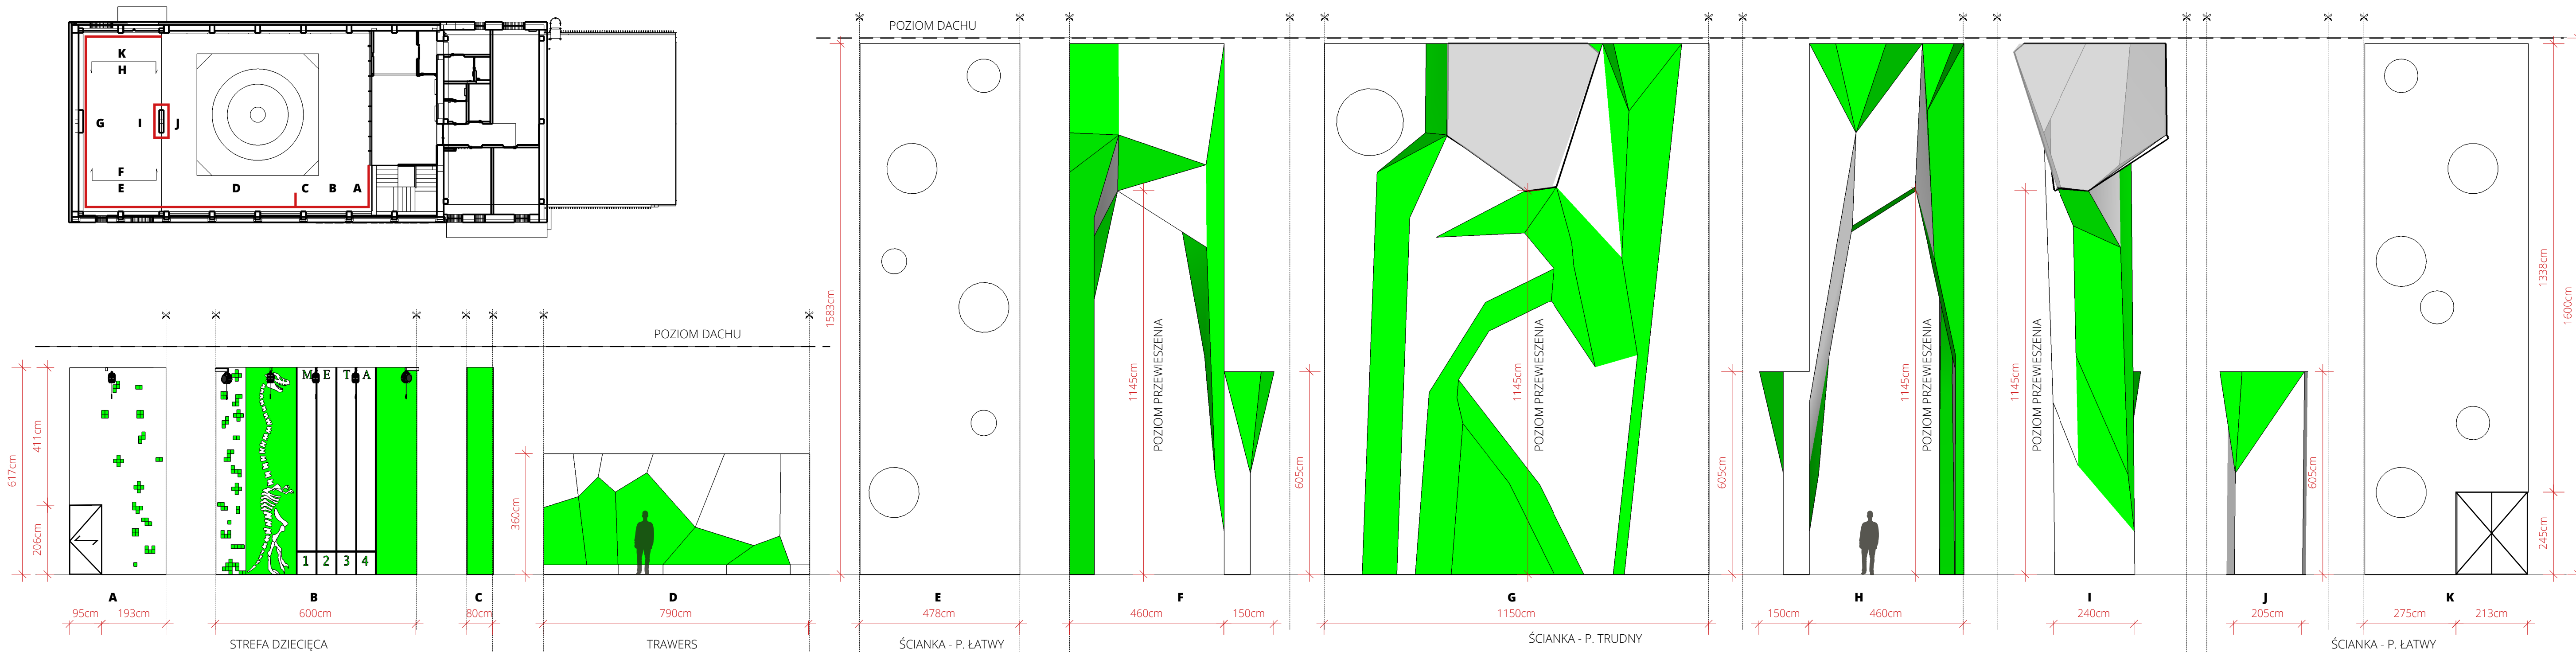 POZIOM DACHU
K
H
G
I
J
F
E
D
C
B
A
POZIOM DACHU
M E T A
1 2 3 4
617cm
411cm
206cm
360cm
1583cm
1145cm
POZIOM PRZEWIESZENIA
605cm
1145cm
POZIOM PRZEWIESZENIA
605cm
1145cm
POZIOM PRZEWIESZENIA
1145cm
POZIOM PRZEWIESZENIA
605cm
1338cm
245cm
1600cm
A
B
C
D
E
F
G
H
I
J
K
95cm
193cm
600cm
80cm
790cm
478cm
460cm
150cm
1150cm
150cm
460cm
240cm
205cm
275cm
213cm
STREFA DZIECIĘCA
TRAWERS
ŚCIANKA - P. ŁATWY
ŚCIANKA - P. TRUDNY
ŚCIANKA - P. ŁATWY